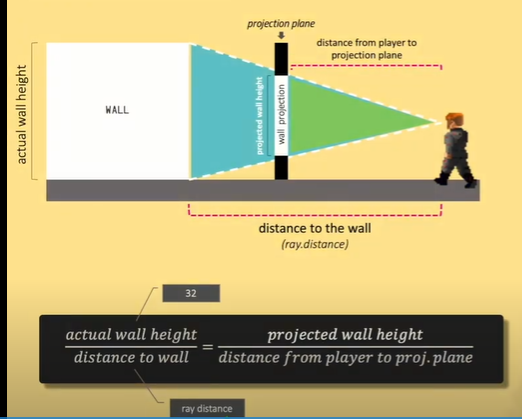 projection plane
distance from player to
projection plane
actual wall height
WALL
projected wall height
wall projection
distance to the wall
(ray.distance)
32
actual wall height
distance to wall
=
projected wall height
distance from player to proj.plane
ray distance